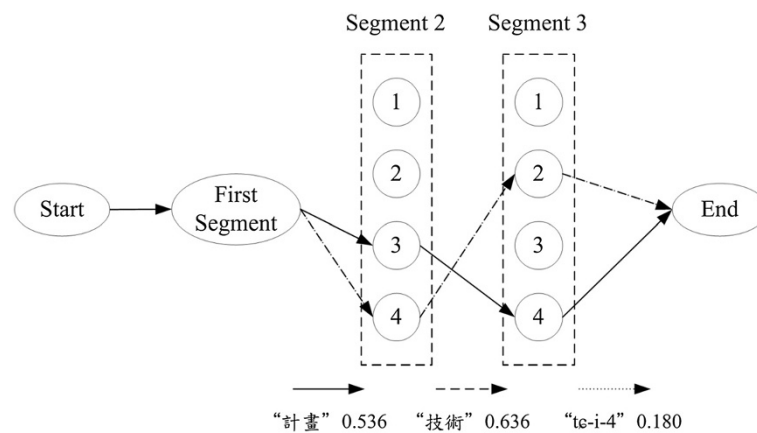 Segment 2 Segment 3
1 1
2 2
Start First Segment End
3 3
4 4
“計畫” 0.536 “技術” 0.636 “tɕ-i-4” 0.180